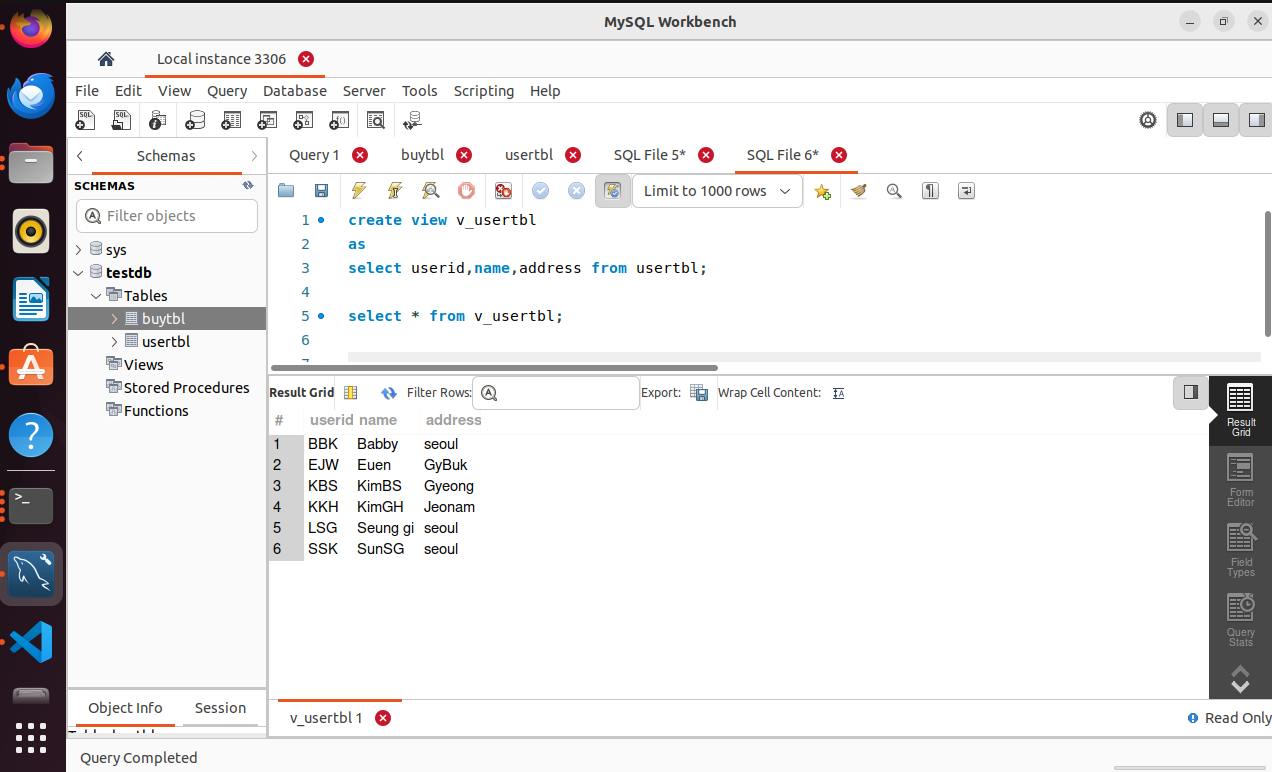 MySQL Workbench
Local instance 3306
File Edit View Query Database Server Tools Scripting Help
Schemas
Query 1 buytbl usertbl SQL File 5* SQL File 6*
SCHEMAS
Limit to 1000 rows
Filter objects
sys
testdb
Tables
buytbl
usertbl
Views
Stored Procedures
Functions
1 create view v_usertbl
2 as
3 select userid,name,address from usertbl;
4
5 select * from v_usertbl;
6
Result Grid Filter Rows: Export: Wrap Cell Content:
# userid name address
1 BBK Babby seoul
2 EJW Euen GyBuk
3 KBS KimBS Gyeong
4 KKH KimGH Jeonam
5 LSG Seung gi seoul
6 SSK SunSG seoul
Result
Grid
Form
Editor
Field
Types
Query
Stats
Object Info Session
v_usertbl 1
Read Only
Query Completed